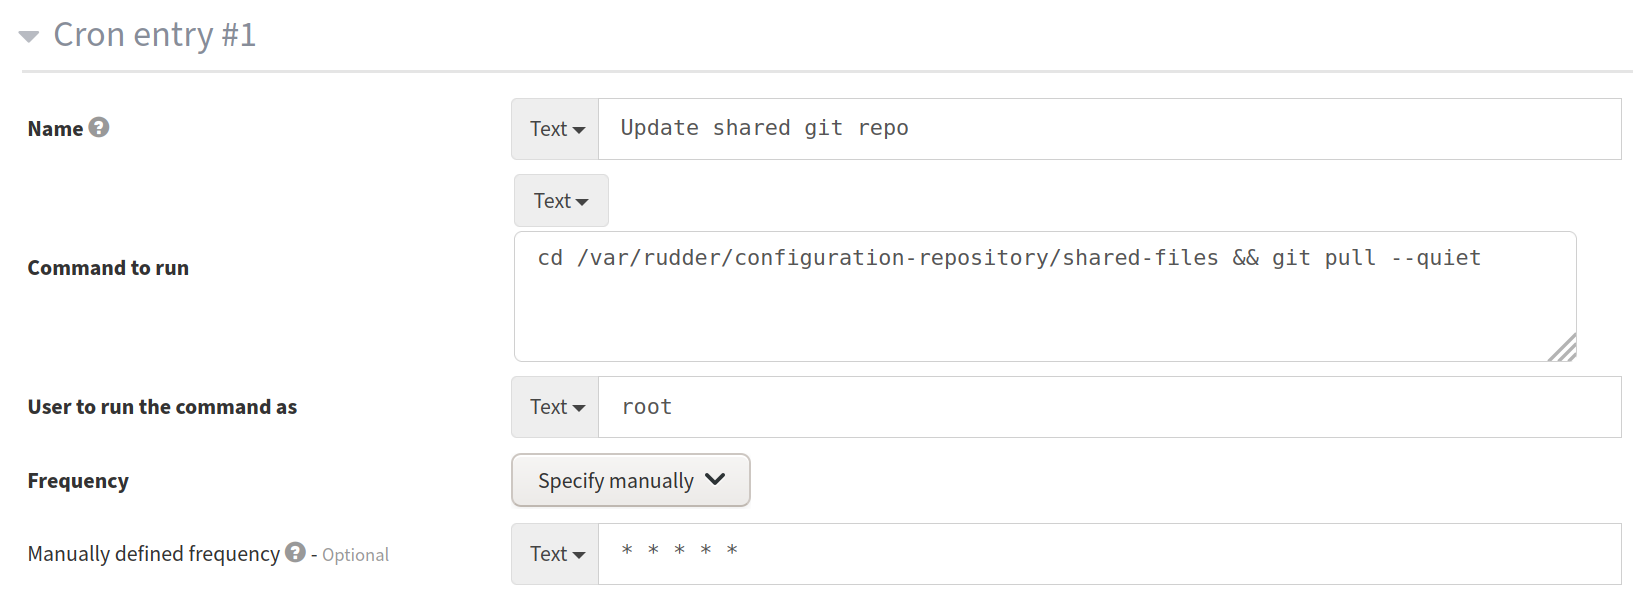 Cron entry #1
Name ?
Text
Update shared git repo
Text
Command to run
cd /var/rudder/configuration-repository/shared-files && git pull --quiet
User to run the command as
Text
root
Frequency
Specify manually
Manually defined frequency ? - Optional
Text
* * * * *